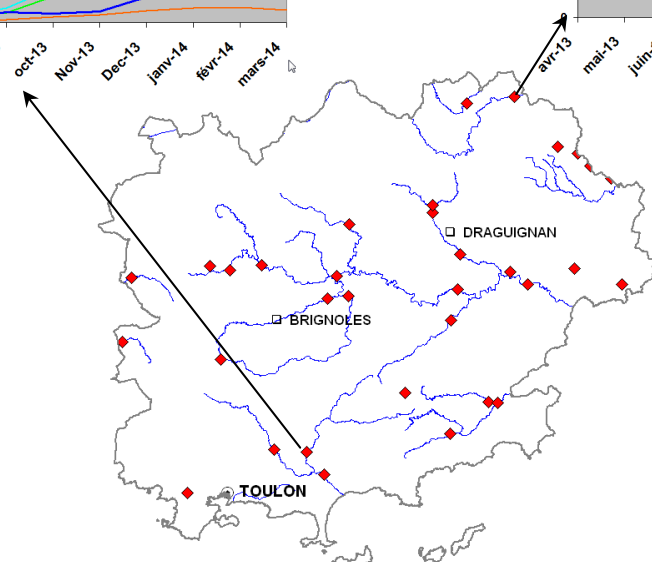 oct-13
Nov-13
Dec-13
janv-14
févr-14
mars-14
avr-13
mai-13
DRAGUIGNAN
BRIGNOLES
TOULON